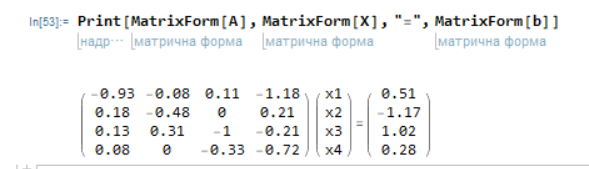 In[53]:= Print[MatrixForm[A], MatrixForm[X], "=", MatrixForm[b]]
надр··· матрична форма матрична форма матрична форма
-0.93 -0.08 0.11 -1.18 x1 0.51
0.18 -0.48 0 0.21 x2 -1.17
0.13 0.31 -1 -0.21 x3 = 1.02
0.08 0 -0.33 -0.72 x4 0.28